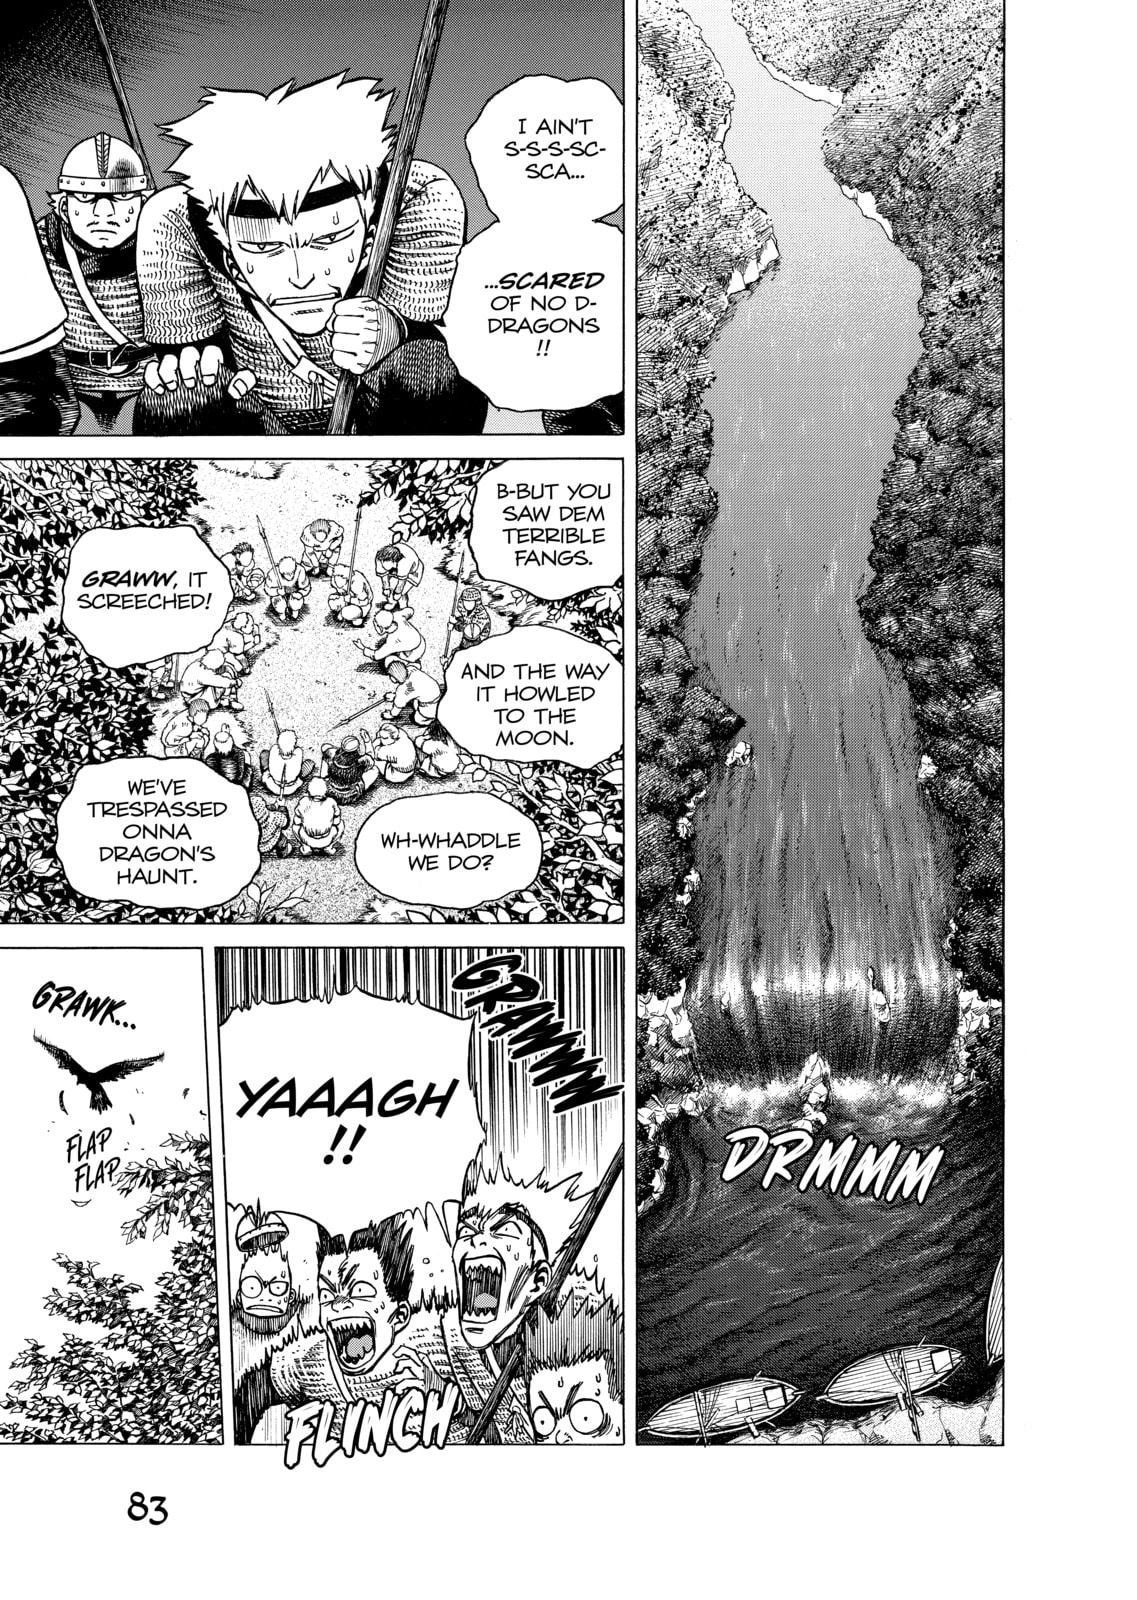 DRMMM
I AIN'T
S-S-S-SC-
SCA...
...SCARED
OF NO D-
DRAGONS
!!
B-BUT YOU
SAW DEM
TERRIBLE
FANGS.
GRAWW, IT
SCREECHED!
AND THE WAY
IT HOWLED
TO THE
MOON.
WE'VE
TRESPASSED
ONNA
DRAGON'S
HAUNT.
WH-WHADDLE
WE DO?
GRAWWW
YAAAGH
!!
FLINCH
GRAWK...
FLAP
FLAP
83